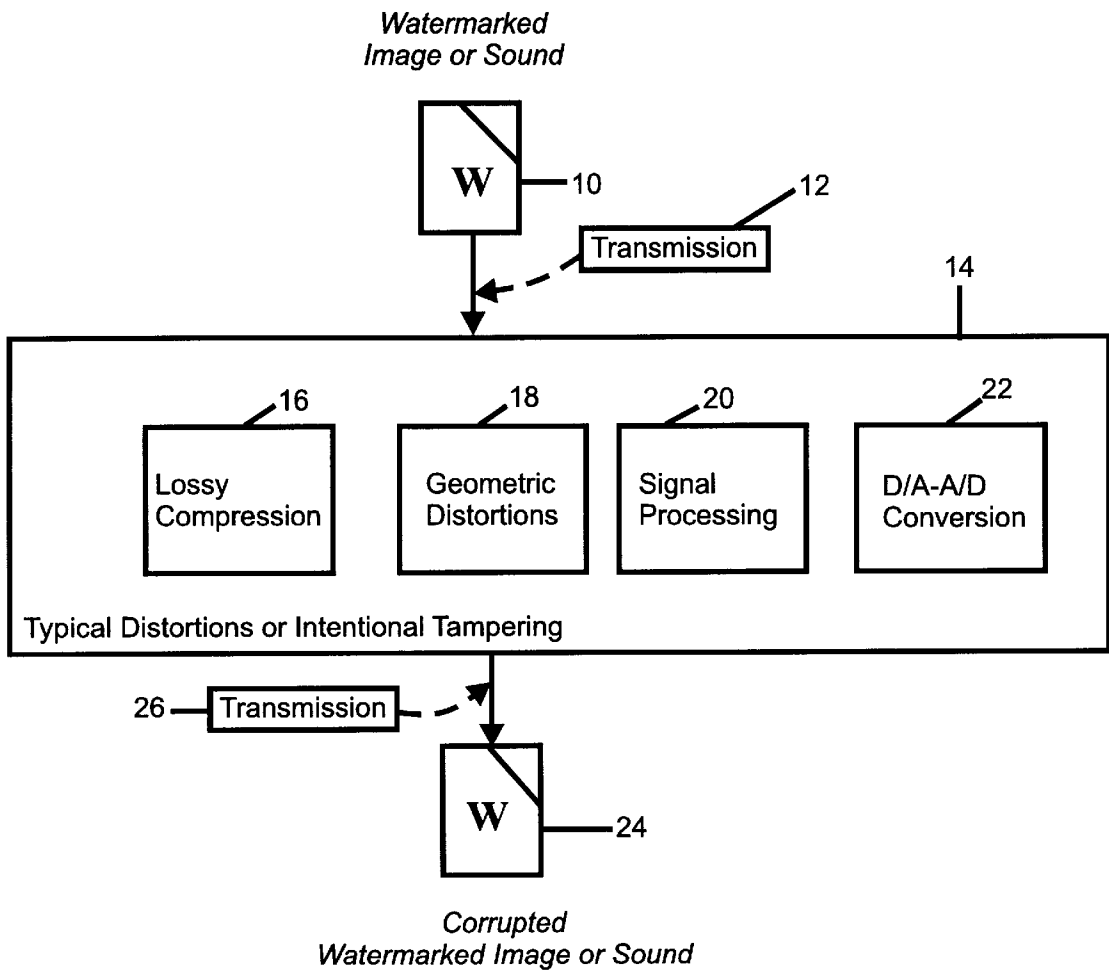 Watermarked
Image or Sound
W
10
12
Transmission
14
16
18
20
22
Lossy
Compression
Geometric
Distortions
Signal
Processing
D/A-A/D
Conversion
Typical Distortions or Intentional Tampering
26
Transmission
W
24
Corrupted
Watermarked Image or Sound